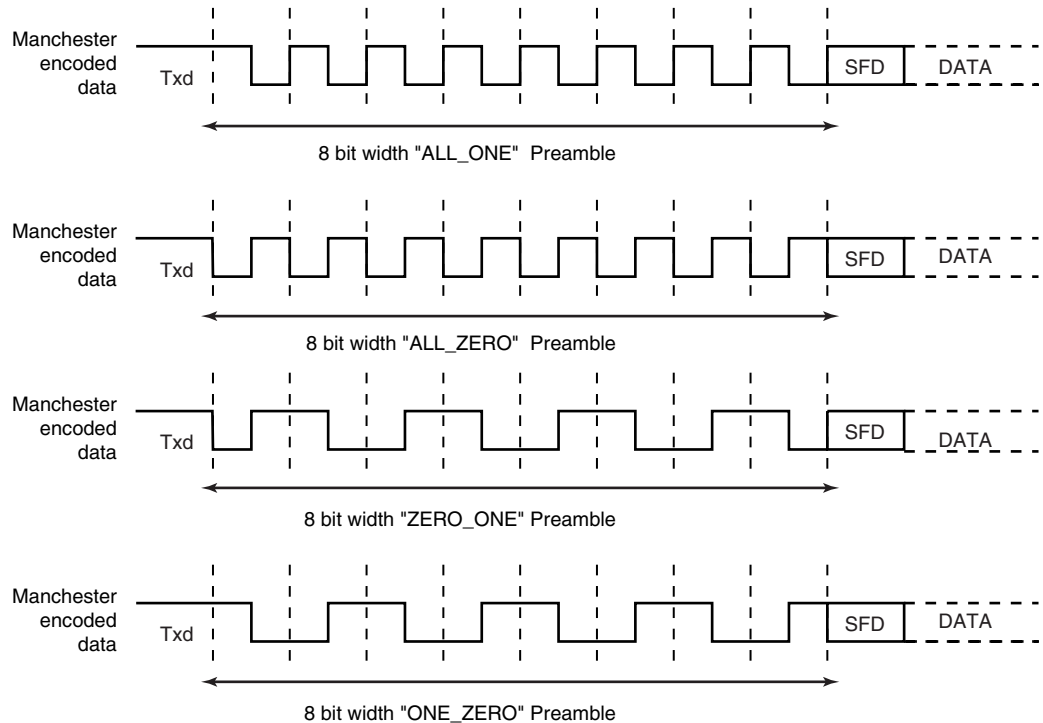 Manchester
encoded
data
Txd
SFD
DATA
8 bit width "ALL_ONE" Preamble
Manchester
encoded
data
Txd
SFD
DATA
8 bit width "ALL_ZERO" Preamble
Manchester
encoded
data
Txd
SFD
DATA
8 bit width "ZERO_ONE" Preamble
Manchester
encoded
data
Txd
SFD
DATA
8 bit width "ONE_ZERO" Preamble